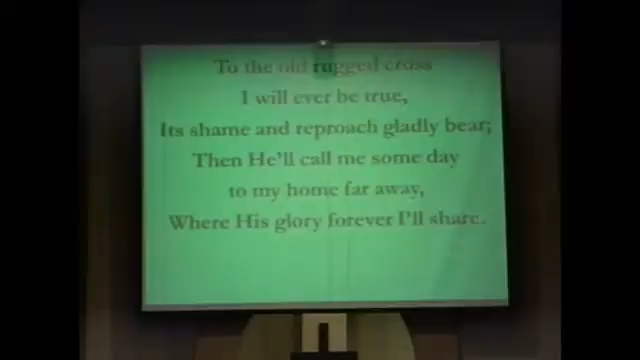 To the old rugged cross
I will ever be true,
Its shame and reproach gladly bear;
Then He'll call me some day
to my home far away,
Where His glory forever I'll share.